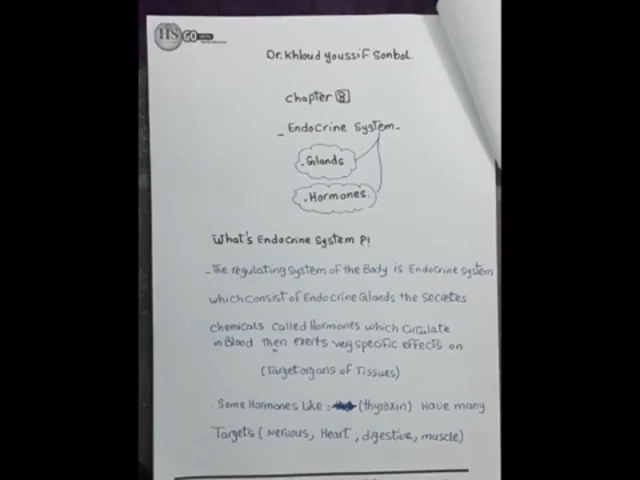 HS GO
Dr. Khloud Youssif Sonbol.
Chapter 8
- Endocrine System -
. Glands
. Hormones.
What's Endocrine System ?!
- The regulating system of the Body is Endocrine system
which consist of Endocrine Glands the secretes
chemicals called Hormones which circulate
in Blood then exerts very specific effects on
(Target organs of Tissues)
. Some Hormones Like : (thyroxin) Have many
Targets ( Nervous, Heart, digestive, muscle)